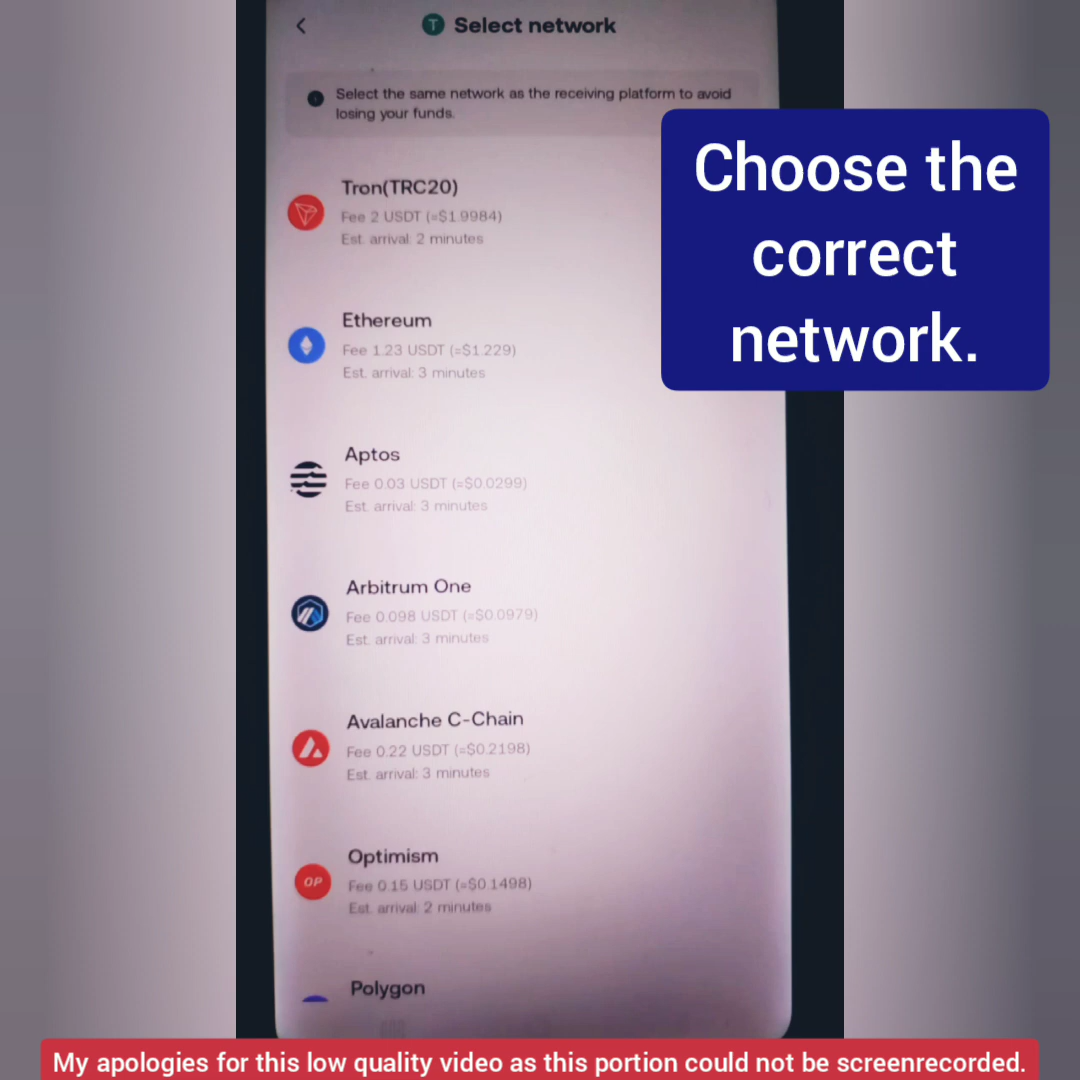 Select network
Select the same network as the receiving platform to avoid
losing your funds.
Choose the
correct
network.
Tron(TRC20)
Fee 2 USDT (≈$1.9984)
Est. arrival: 2 minutes
Ethereum
Fee 1.23 USDT (≈$1.229)
Est. arrival: 3 minutes
Aptos
Fee 0.03 USDT (≈$0.0299)
Est. arrival: 3 minutes
Arbitrum One
Fee 0.098 USDT (≈$0.0979)
Est. arrival: 3 minutes
Avalanche C-Chain
Fee 0.22 USDT (≈$0.2198)
Est. arrival: 3 minutes
OP
Optimism
Fee 0.15 USDT (≈$0.1498)
Est. arrival: 2 minutes
Polygon
My apologies for this low quality video as this portion could not be screenrecorded.